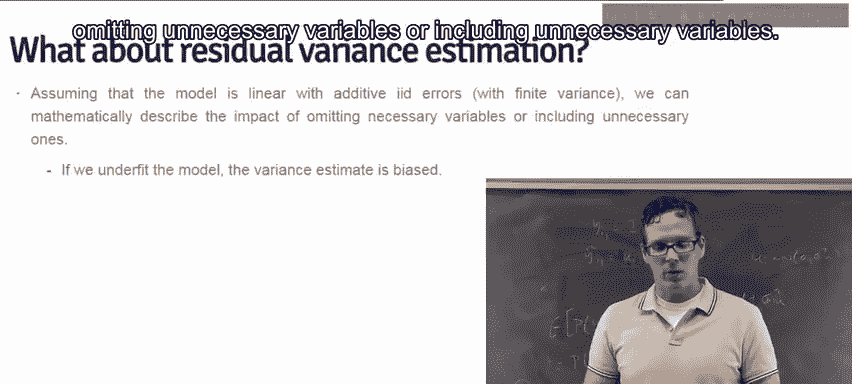 omitting unnecessary variables or including unnecessary variables.
What about residual variance estimation?
· Assuming that the model is linear with additive iid errors (with finite variance), we can
mathematically describe the impact of omitting necessary variables or including unnecessary
ones.
- If we underfit the model, the variance estimate is biased.